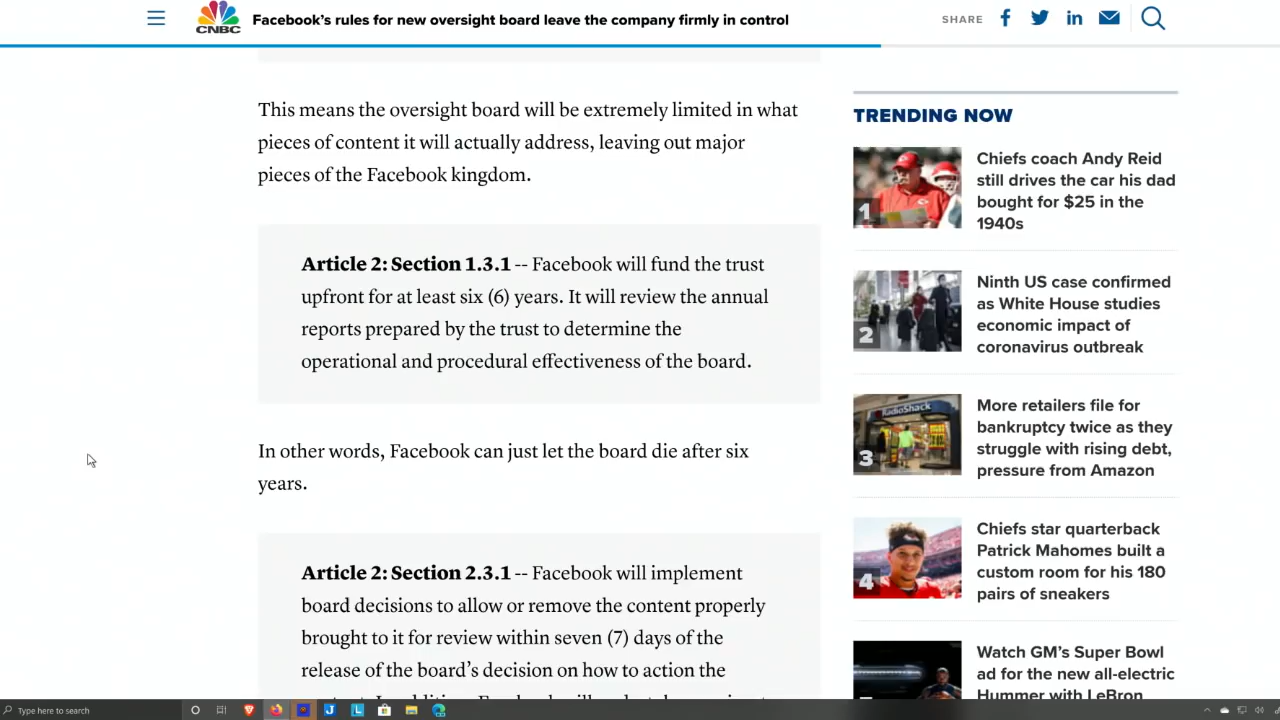 CNBC
Facebook's rules for new oversight board leave the company firmly in control
SHARE
This means the oversight board will be extremely limited in what
pieces of content it will actually address, leaving out major
pieces of the Facebook kingdom.
Article 2: Section 1.3.1 -- Facebook will fund the trust
upfront for at least six (6) years. It will review the annual
reports prepared by the trust to determine the
operational and procedural effectiveness of the board.
In other words, Facebook can just let the board die after six
years.
Article 2: Section 2.3.1 -- Facebook will implement
board decisions to allow or remove the content properly
brought to it for review within seven (7) days of the
release of the board's decision on how to action the
TRENDING NOW
1
Chiefs coach Andy Reid
still drives the car his dad
bought for $25 in the
1940s
2
Ninth US case confirmed
as White House studies
economic impact of
coronavirus outbreak
RadioShack
3
More retailers file for
bankruptcy twice as they
struggle with rising debt,
pressure from Amazon
4
Chiefs star quarterback
Patrick Mahomes built a
custom room for his 180
pairs of sneakers
Watch GM's Super Bowl
ad for the new all-electric
Hummer with LeBron
Type here to search